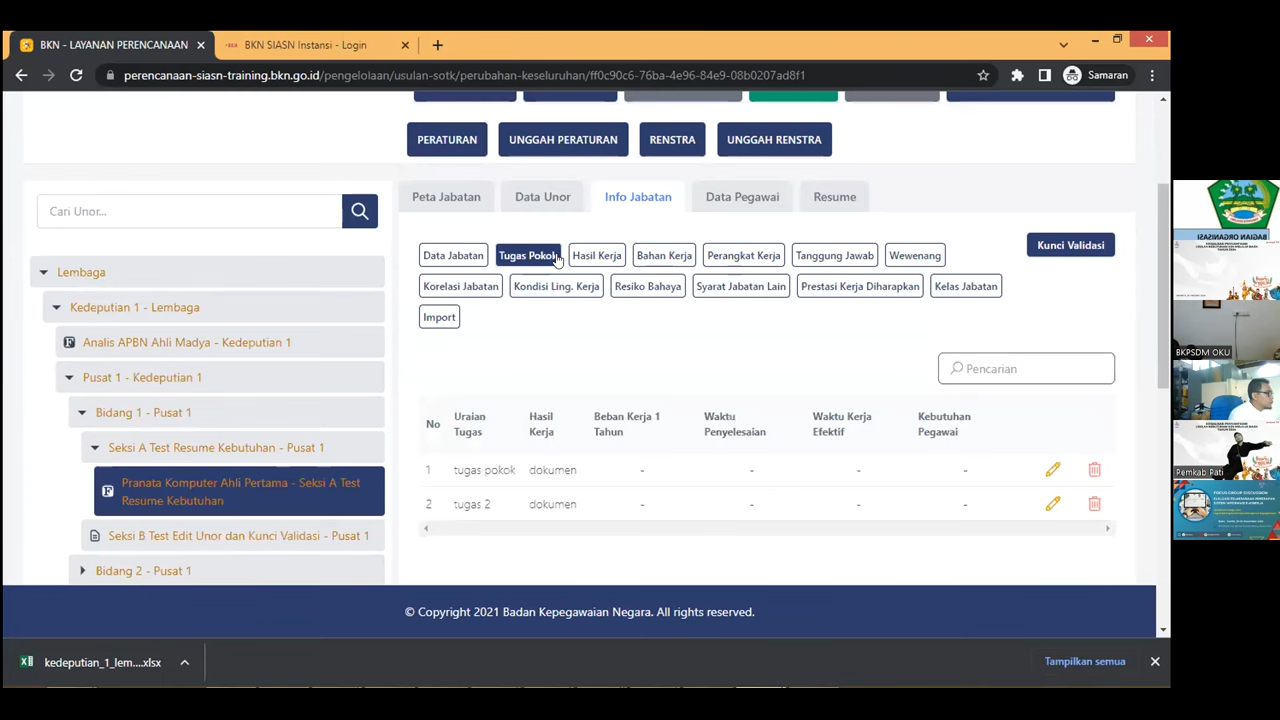 BKN - LAYANAN PERENCANAAN
BKN SIASN Instansi - Login
perencanaan-siasn-training.bkn.go.id/pengelolaan/usulan-sotk/perubahan-keseluruhan/ff0c90c6-76ba-4e96-84e9-08b0207ad8f1
Samaran
PERATURAN UNGGAH PERATURAN RENSTRA UNGGAH RENSTRA
Cari Unor...
Peta Jabatan Data Unor Info Jabatan Data Pegawai Resume
Data Jabatan Tugas Pokok Hasil Kerja Bahan Kerja Perangkat Kerja Tanggung Jawab Wewenang
Kunci Validasi
Korelasi Jabatan Kondisi Ling. Kerja Resiko Bahaya Syarat Jabatan Lain Prestasi Kerja Diharapkan Kelas Jabatan
Import
Pencarian
Lembaga
Kedeputian 1 - Lembaga
Analis APBN Ahli Madya - Kedeputian 1
Pusat 1 - Kedeputian 1
Bidang 1 - Pusat 1
Seksi A Test Resume Kebutuhan - Pusat 1
Pranata Komputer Ahli Pertama - Seksi A Test
Resume Kebutuhan
Seksi B Test Edit Unor dan Kunci Validasi - Pusat 1
Bidang 2 - Pusat 1
No Uraian Tugas Hasil Kerja Beban Kerja 1 Tahun Waktu Penyelesaian Waktu Kerja Efektif Kebutuhan Pegawai
1 tugas pokok dokumen - - - -
2 tugas 2 dokumen - - - -
© Copyright 2021 Badan Kepegawaian Negara. All rights reserved.
kedeputian_1_lem....xlsx
Tampilkan semua
BAGIAN ORGANISASI
BKPSDM OKU
Pemkab Pati
FOCUS GROUP DISCUSSION